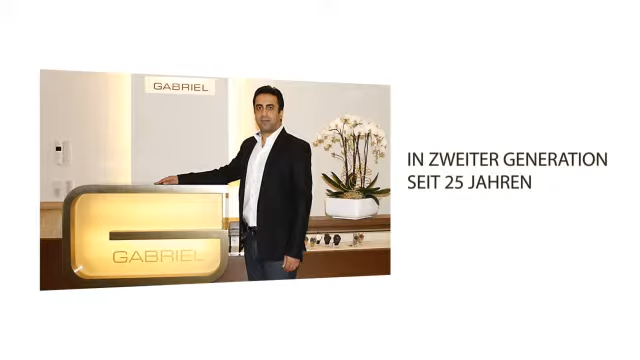 GABRIEL
GABRIEL
IN ZWEITER GENERATION
SEIT 25 JAHREN